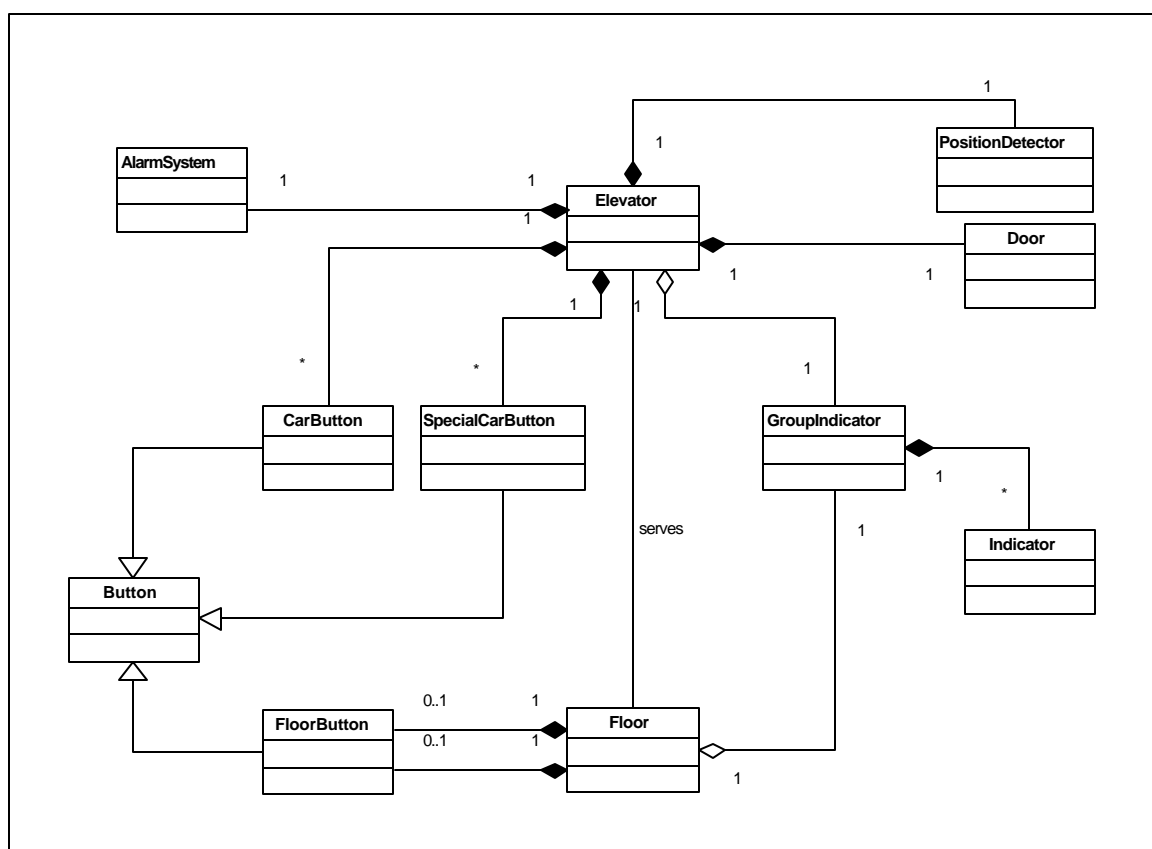 1
1
PositionDetector
AlarmSystem
1
1
Elevator
1
Door
1
1
1
1
*
*
1
CarButton
SpecialCarButton
GroupIndicator
1
*
serves
1
Indicator
Button
0..1
1
FloorButton
Floor
0..1
1
1